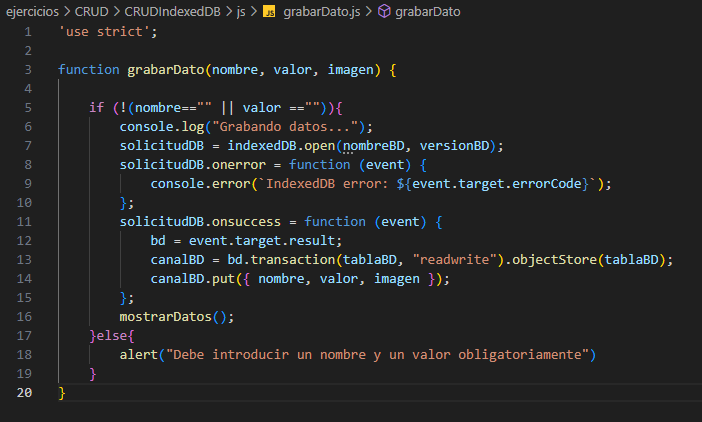 ejercicios > CRUD > CRUDIndexedDB > js > JS grabarDato.js > grabarDato
1 'use strict';
2
3 function grabarDato(nombre, valor, imagen) {
4
5 if (!(nombre=="" || valor =="")){
6 console.log("Grabando datos...");
7 solicitudDB = indexedDB.open(nombreBD, versionBD);
8 solicitudDB.onerror = function (event) {
9 console.error(`IndexedDB error: ${event.target.errorCode}`);
10 };
11 solicitudDB.onsuccess = function (event) {
12 bd = event.target.result;
13 canalBD = bd.transaction(tablaBD, "readwrite").objectStore(tablaBD);
14 canalBD.put({ nombre, valor, imagen });
15 };
16 mostrarDatos();
17 }else{
18 alert("Debe introducir un nombre y un valor obligatoriamente")
19 }
20 }